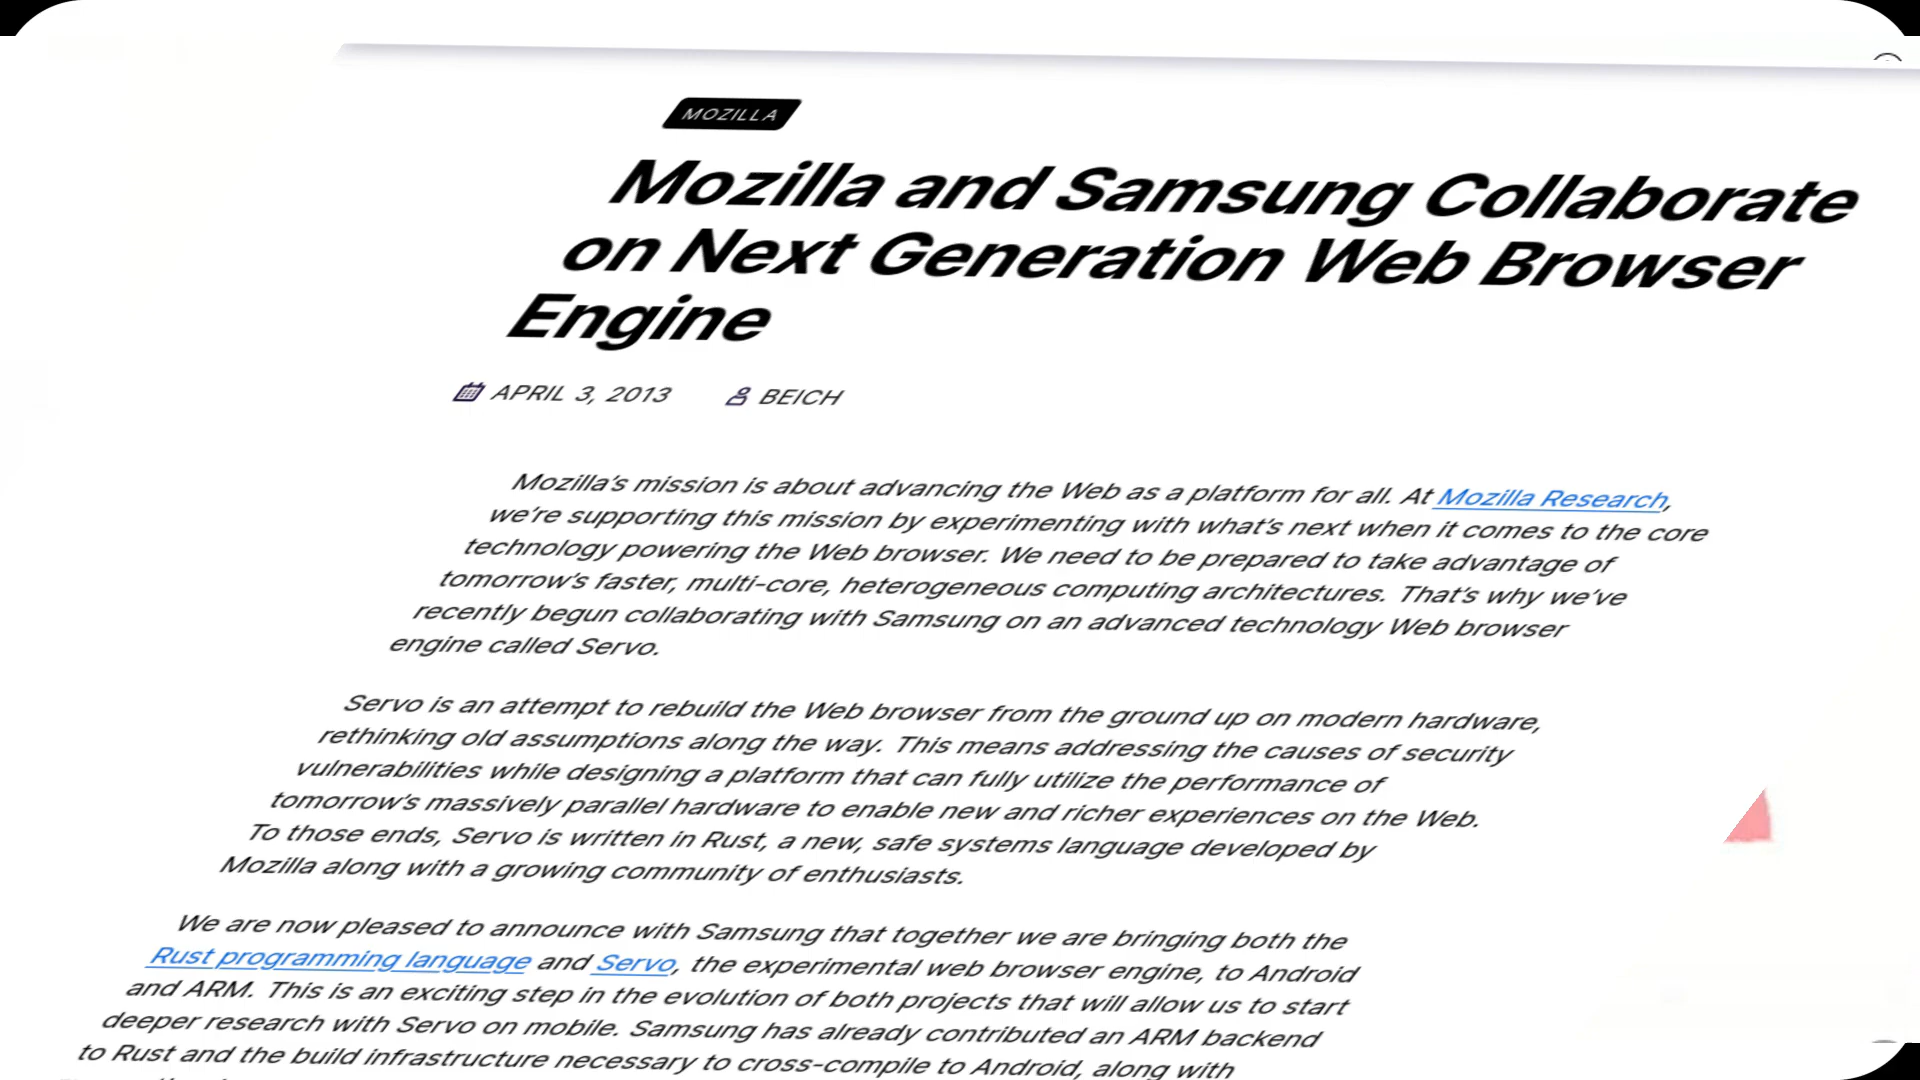 MOZILLA
Mozilla and Samsung Collaborate
on Next Generation Web Browser
Engine
APRIL 3, 2013 BEICH
Mozilla's mission is about advancing the Web as a platform for all. At Mozilla Research,
we're supporting this mission by experimenting with what's next when it comes to the core
technology powering the Web browser. We need to be prepared to take advantage of
tomorrow's faster, multi-core, heterogeneous computing architectures. That's why we've
recently begun collaborating with Samsung on an advanced technology Web browser
engine called Servo.
Servo is an attempt to rebuild the Web browser from the ground up on modern hardware,
rethinking old assumptions along the way. This means addressing the causes of security
vulnerabilities while designing a platform that can fully utilize the performance of
tomorrow's massively parallel hardware to enable new and richer experiences on the Web.
To those ends, Servo is written in Rust, a new, safe systems language developed by
Mozilla along with a growing community of enthusiasts.
We are now pleased to announce with Samsung that together we are bringing both the
Rust programming language and Servo, the experimental web browser engine, to Android
and ARM. This is an exciting step in the evolution of both projects that will allow us to start
deeper research with Servo on mobile. Samsung has already contributed an ARM backend
to Rust and the build infrastructure necessary to cross-compile to Android, along with